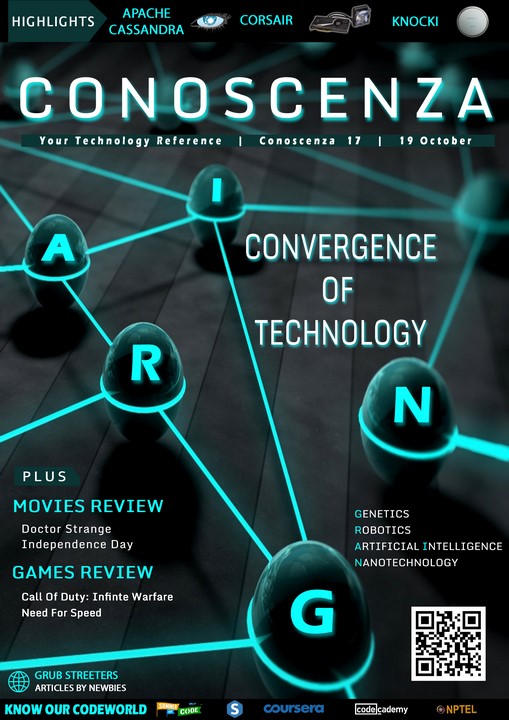 HIGHLIGHTS
APACHE
CASSANDRA
CORSAIR
KNOCKI
CONOSCENZA
Your Technology Reference | Conoscenza 17 | 19 October
I
A
CONVERGENCE
OF
TECHNOLOGY
R
N
PLUS
MOVIES REVIEW
Doctor Strange
Independence Day
GAMES REVIEW
Call Of Duty: Infinte Warfare
Need For Speed
GENETICS
ROBOTICS
ARTIFICIAL INTELLIGENCE
NANOTECHNOLOGY
G
GRUB STREETERS
ARTICLES BY NEWBIES
KNOW OUR CODEWORLD
CODE
S
coursera
codecademy
NPTEL